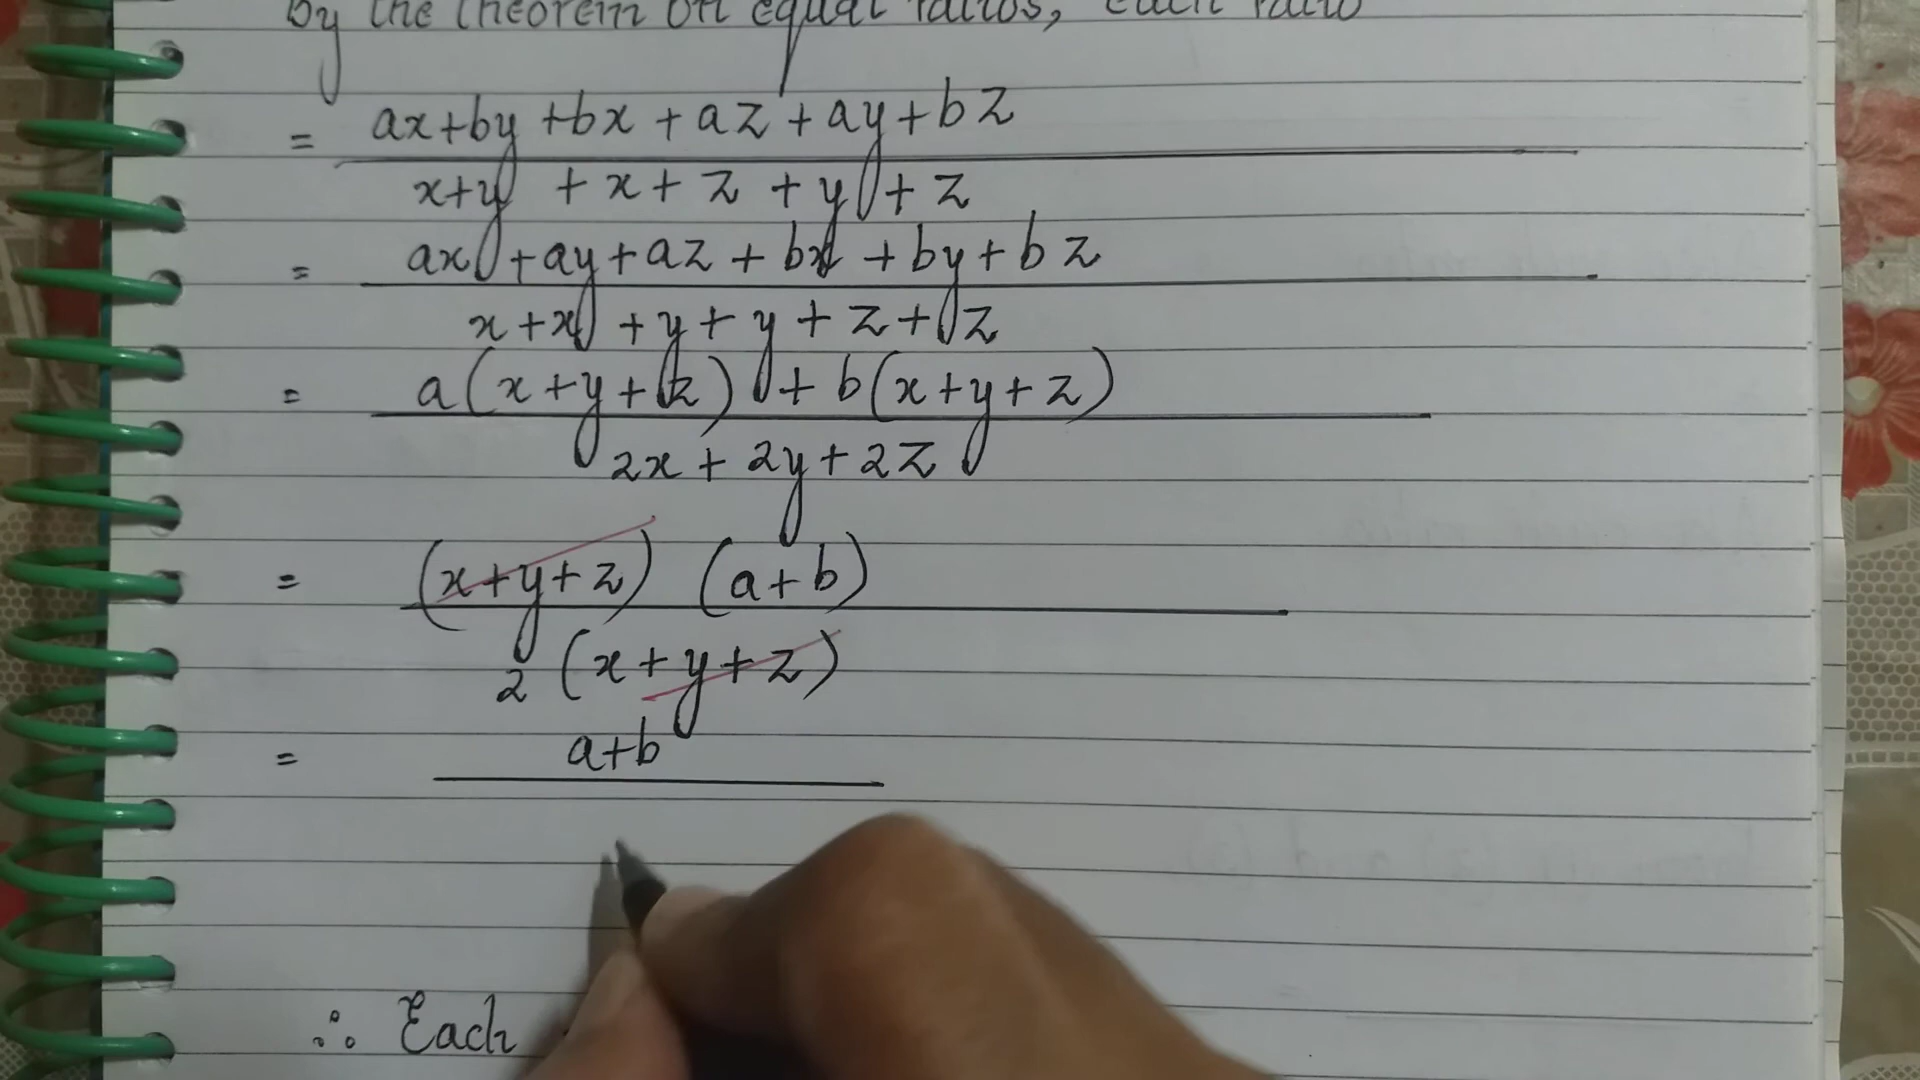 By the theorem on equal ratios, each ratio
= ax+by+bx+az+ay+bz
x+y+x+z+y+z
= ax+ay+az+bx+by+bz
x+x+y+y+z+z
= a(x+y+z)+b(x+y+z)
2x+2y+2z
= (x+y+z) (a+b)
2 (x+y+z)
= a+b
∴ Each